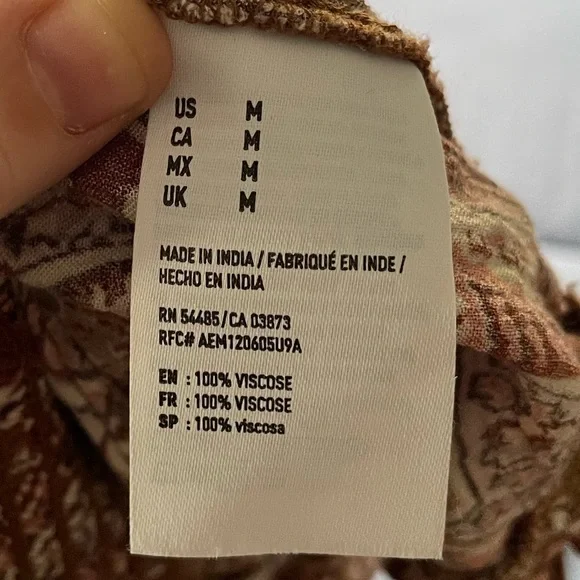 US M
CA M
MX M
UK M
MADE IN INDIA / FABRIQUÉ EN INDE /
HECHO EN INDIA
RN 54485/CA 03873
RFC# AEM120605U9A
EN : 100% VISCOSE
FR : 100% VISCOSE
SP : 100% viscosa